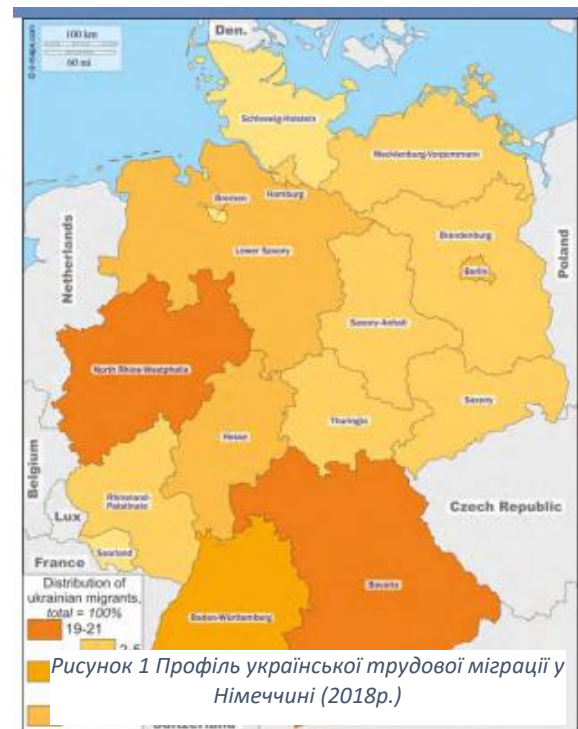 Den.
100 km
60 mi
© d-maps.com
Schleswig-Holstein
Mecklenburg-Vorpommern
Hamburg
Bremen
Netherlands
Lower Saxony
Brandenburg
Berlin
Poland
Saxony-Anhalt
North Rhine-Westphalia
Saxony
Thuringia
Hesse
Belgium
Rhineland-
Palatinate
Lux
Czech Republic
Saarland
France
Distribution of
ukrainian migrants,
total = 100%
Bavaria
19-21
Baden-Württemberg
Рисунок 1 Профіль української трудової міграції у
Німеччині (2018р.)